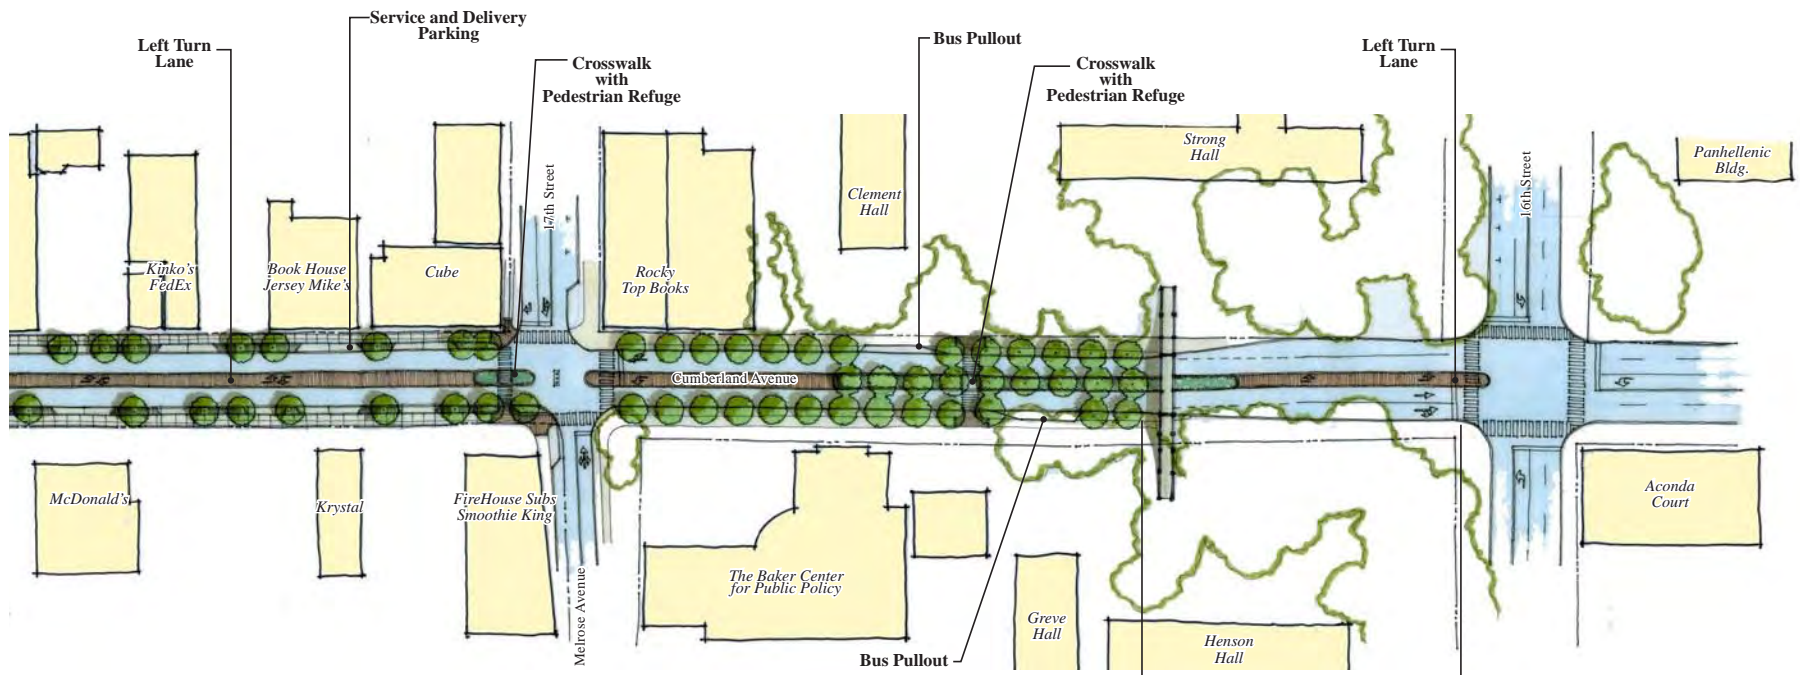 Service and Delivery
Parking
Left Turn
Lane
Crosswalk
with
Pedestrian Refuge
Bus Pullout
Crosswalk
with
Pedestrian Refuge
Left Turn
Lane
17th Street
Clement
Hall
Strong
Hall
16th Street
Panhellenic
Bldg.
Kinko's
FedEx
Book House
Jersey Mike's
Cube
Rocky
Top Books
Cumberland Avenue
McDonald's
Krystal
FireHouse Subs
Smoothie King
Melrose Avenue
The Baker Center
for Public Policy
Greve
Hall
Henson
Hall
Aconda
Court
Bus Pullout